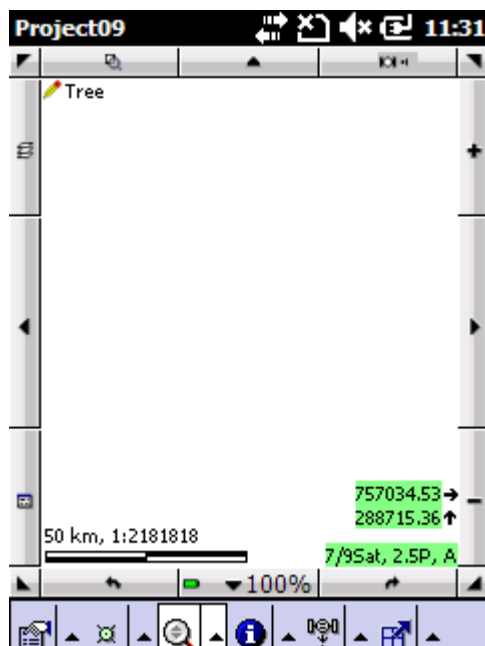 Project09 11:31
Tree
757034.53
288715.36
50 km, 1:2181818
7/9Sat, 2.5P, A
100%